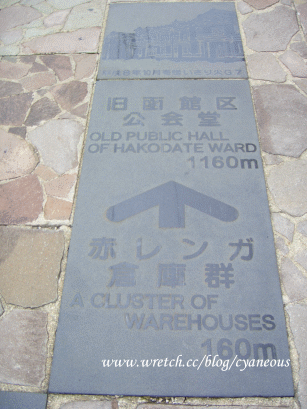 旧函館区
公会堂
OLD PUBLIC HALL
OF HAKODATE WARD
1160m
赤レンガ
倉庫群
A CLUSTER OF
WAREHOUSES
160m
www.wretch.cc/blog/cyaneous